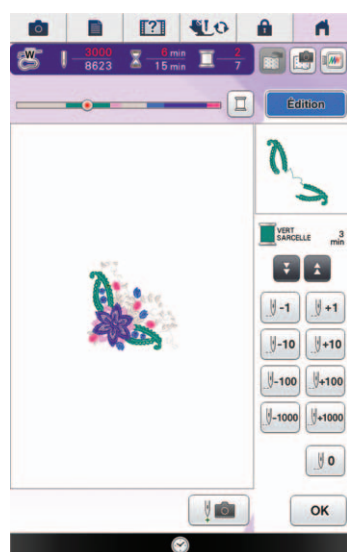 [?]
W
3000
8623
6 min
15 min
2
7
Édition
VERT
SARCELLE
3
min
-1
+1
-10
+10
-100
+100
-1000
+1000
0
OK